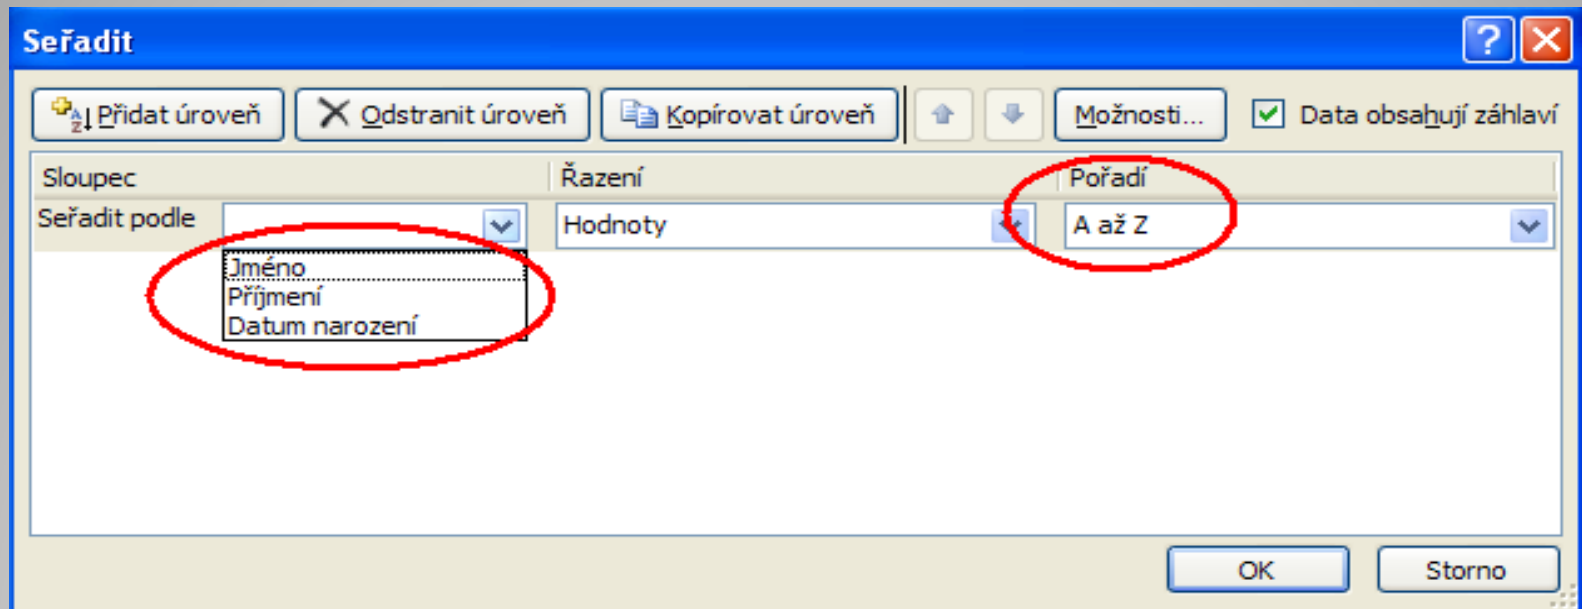 Seřadit
Přidat úroveň Odstranit úroveň Kopírovat úroveň Možnosti... Data obsahují záhlaví
Sloupec Řazení Pořadí
Seřadit podle Hodnoty A až Z
Jméno
Příjmení
Datum narození
OK Storno